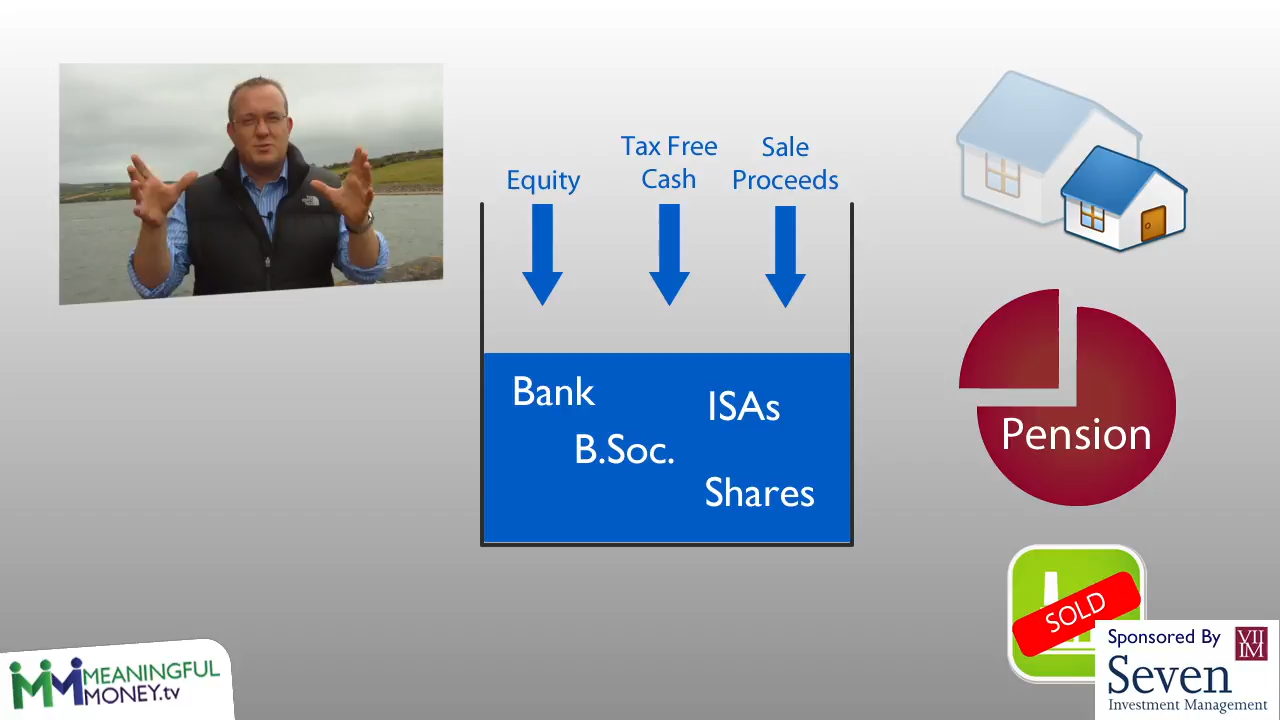 Equity
Tax Free
Cash
Sale
Proceeds
Bank
ISAs
B.Soc.
Shares
Pension
SOLD
MEANINGFUL
MONEY.tv
Sponsored By
VII
IM
Seven
Investment Management